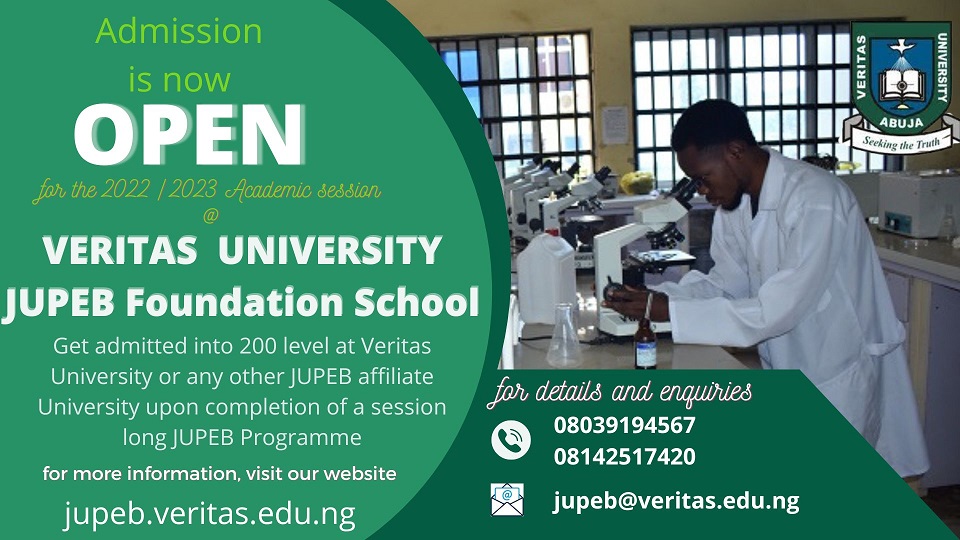 Admission
is now
OPEN
for the 2022 / 2023 Academic session
@
VERITAS UNIVERSITY
JUPEB Foundation School
Get admitted into 200 level at Veritas
University or any other JUPEB affiliate
University upon completion of a session
long JUPEB Programme
for more information, visit our website
jupeb.veritas.edu.ng
VERITAS
UNIVERSITY
ABUJA
Seeking the Truth
for details and enquiries
08039194567
08142517420
jupeb@veritas.edu.ng